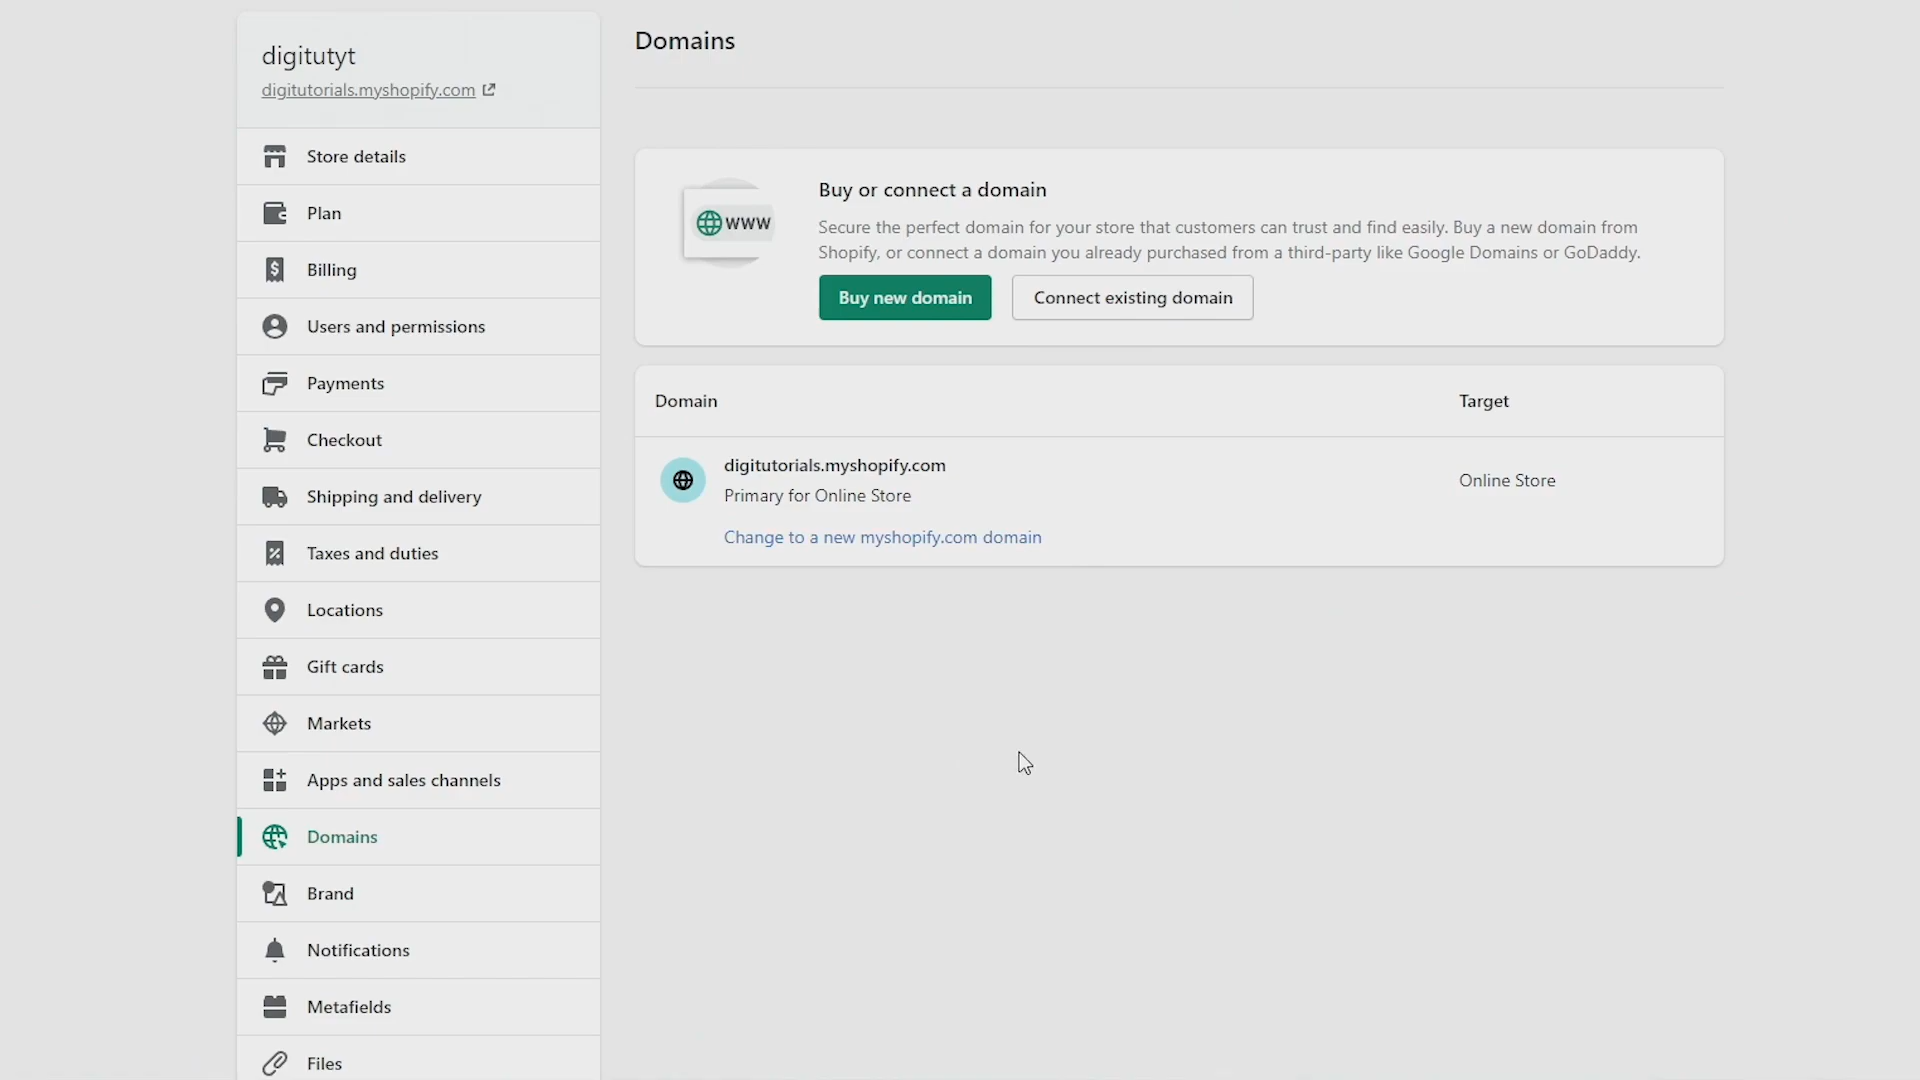 digitutyt
digitutorials.myshopify.com
Store details
Plan
Billing
Users and permissions
Payments
Checkout
Shipping and delivery
Taxes and duties
Locations
Gift cards
Markets
Apps and sales channels
Domains
Brand
Notifications
Metafields
Files
Domains
www
Buy or connect a domain
Secure the perfect domain for your store that customers can trust and find easily. Buy a new domain from
Shopify, or connect a domain you already purchased from a third-party like Google Domains or GoDaddy.
Buy new domain
Connect existing domain
Domain
Target
digitutorials.myshopify.com
Primary for Online Store
Online Store
Change to a new myshopify.com domain